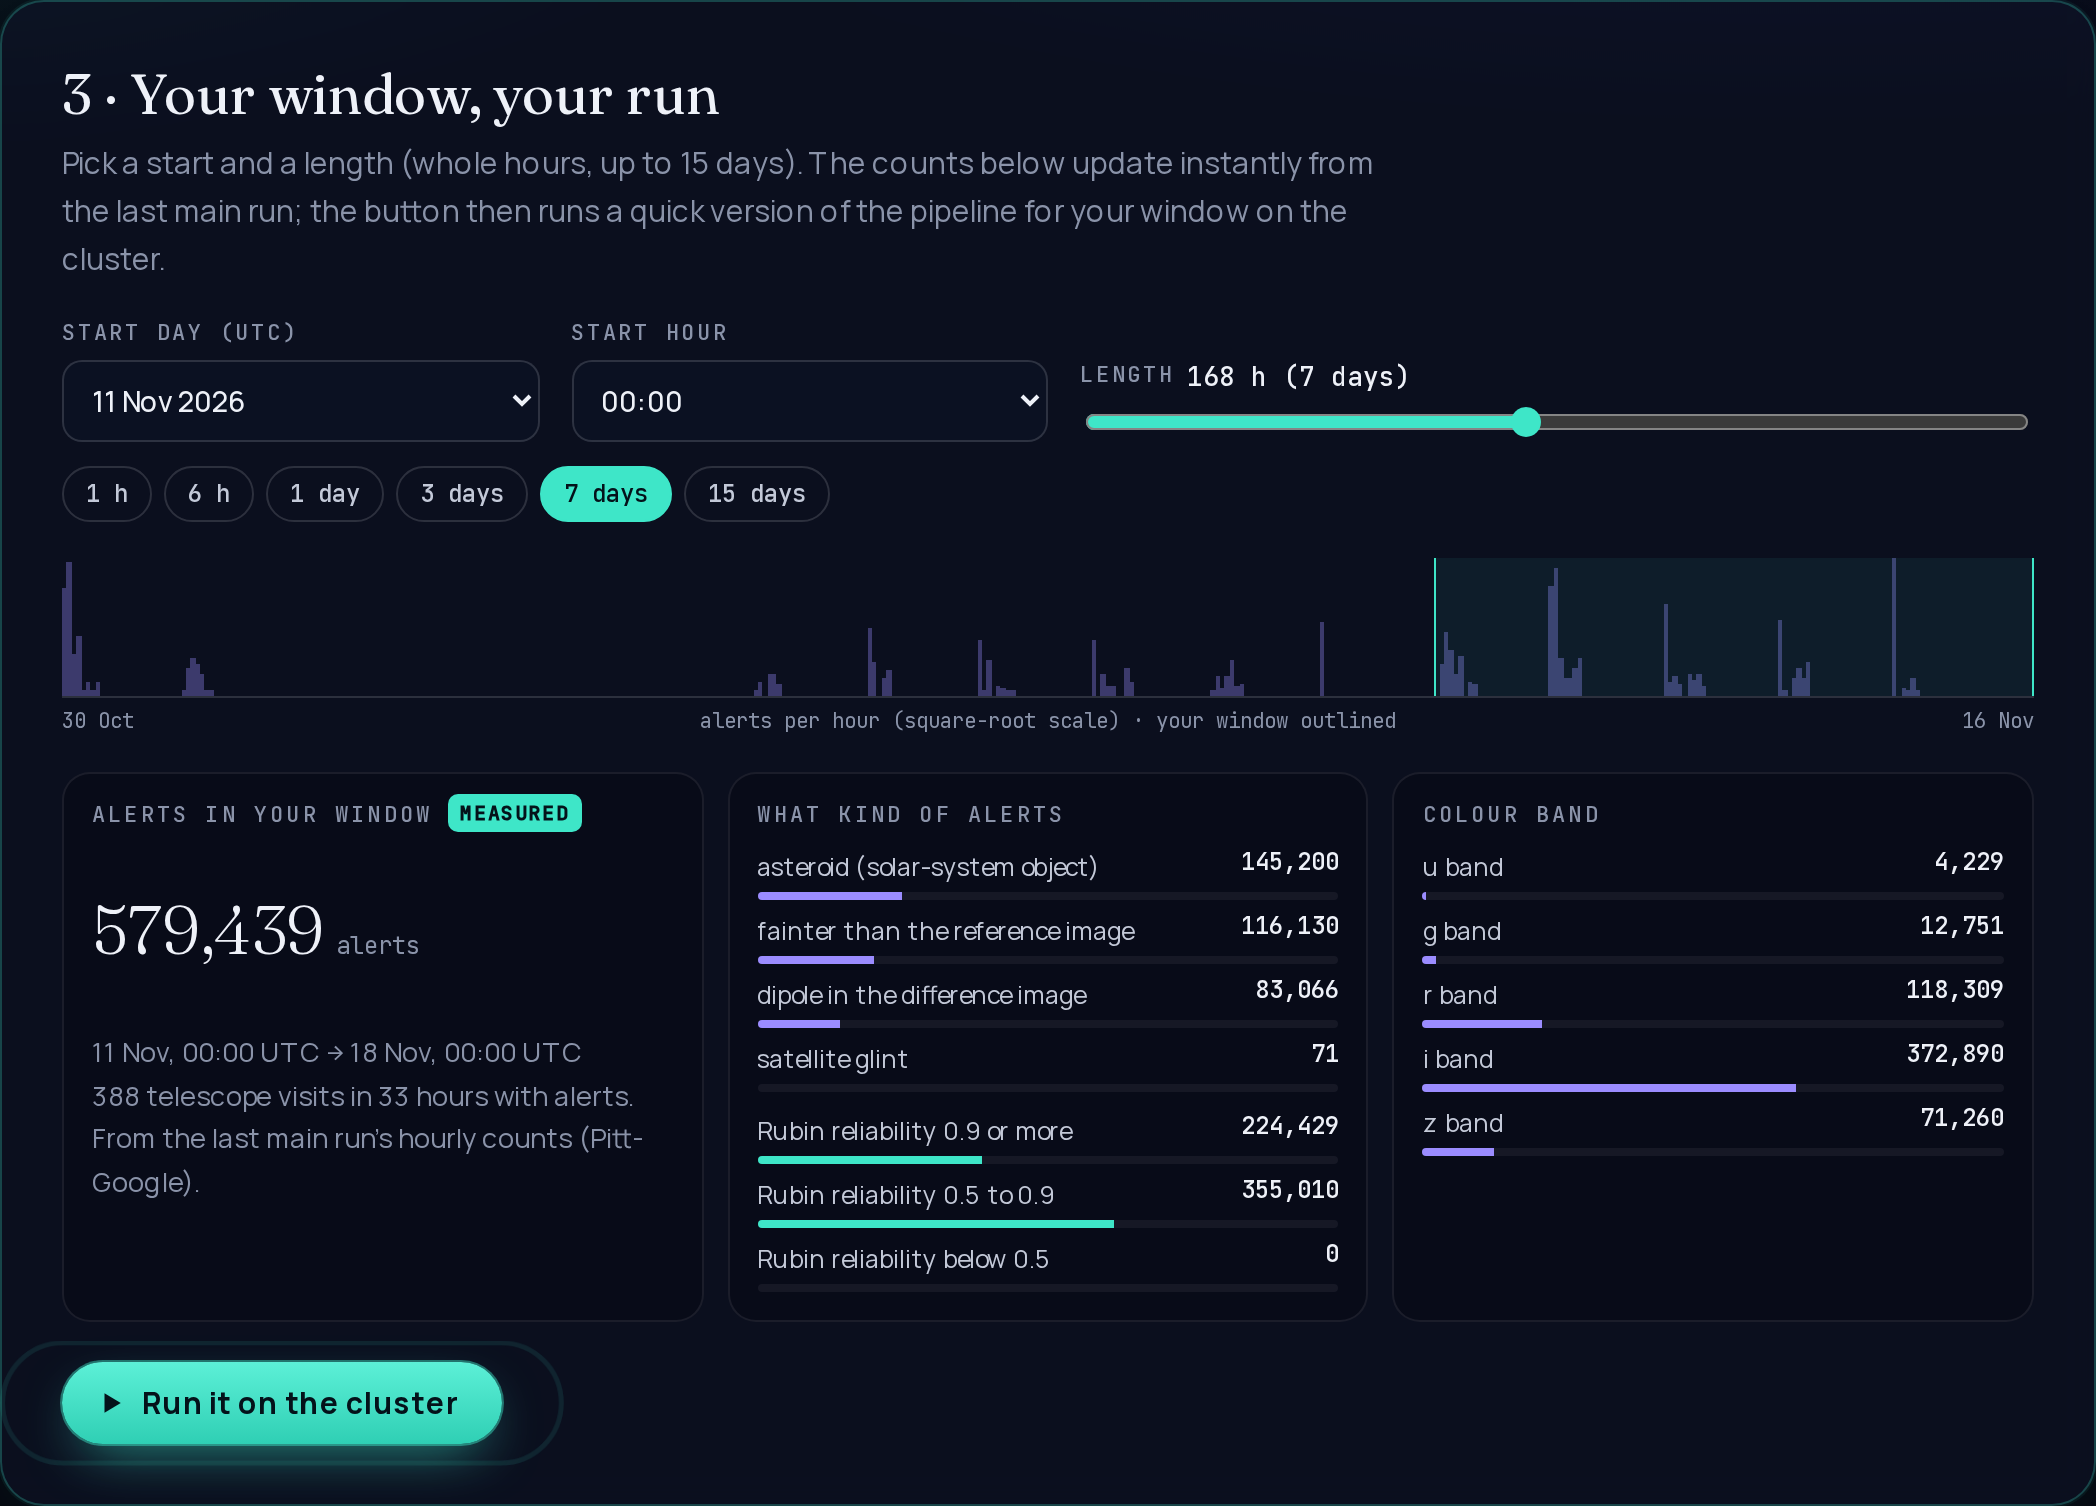 3 · Your window, your run
Pick a start and a length (whole hours, up to 15 days). The counts below update instantly from
the last main run; the button then runs a quick version of the pipeline for your window on the
cluster.
START DAY (UTC)
START HOUR
LENGTH 168 h (7 days)
11 Nov 2026
00:00
1 h
6 h
1 day
3 days
7 days
15 days
30 Oct
alerts per hour (square-root scale) · your window outlined
16 Nov
ALERTS IN YOUR WINDOW MEASURED
579,439 alerts
11 Nov, 00:00 UTC → 18 Nov, 00:00 UTC
388 telescope visits in 33 hours with alerts.
From the last main run's hourly counts (Pitt-
Google).
WHAT KIND OF ALERTS
asteroid (solar-system object) 145,200
fainter than the reference image 116,130
dipole in the difference image 83,066
satellite glint 71
Rubin reliability 0.9 or more 224,429
Rubin reliability 0.5 to 0.9 355,010
Rubin reliability below 0.5 0
COLOUR BAND
u band 4,229
g band 12,751
r band 118,309
i band 372,890
z band 71,260
▶ Run it on the cluster